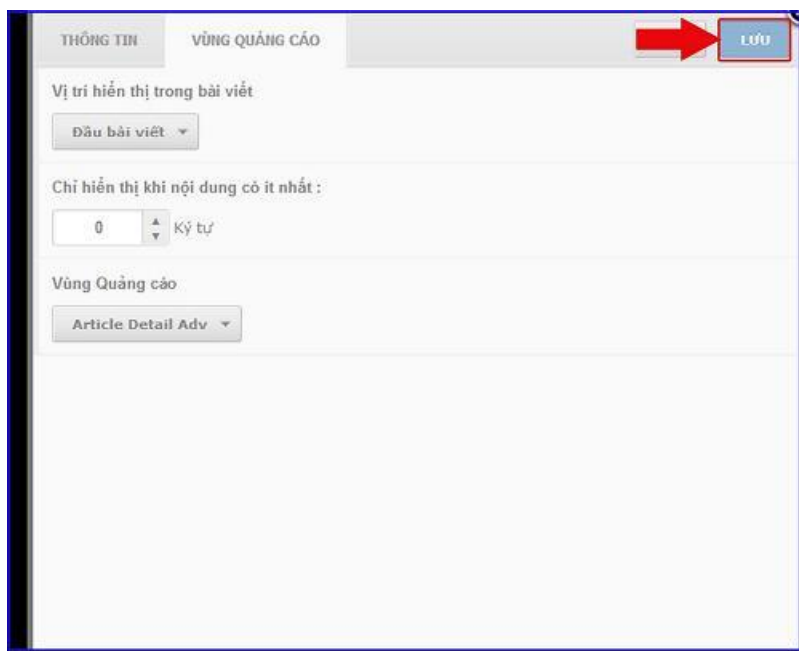 THÔNG TIN
VÙNG QUẢNG CÁO
LƯU
Vị trí hiển thị trong bài viết
Đầu bài viết
Chỉ hiển thị khi nội dung có ít nhất :
0
Ký tự
Vùng Quảng cáo
Article Detail Adv